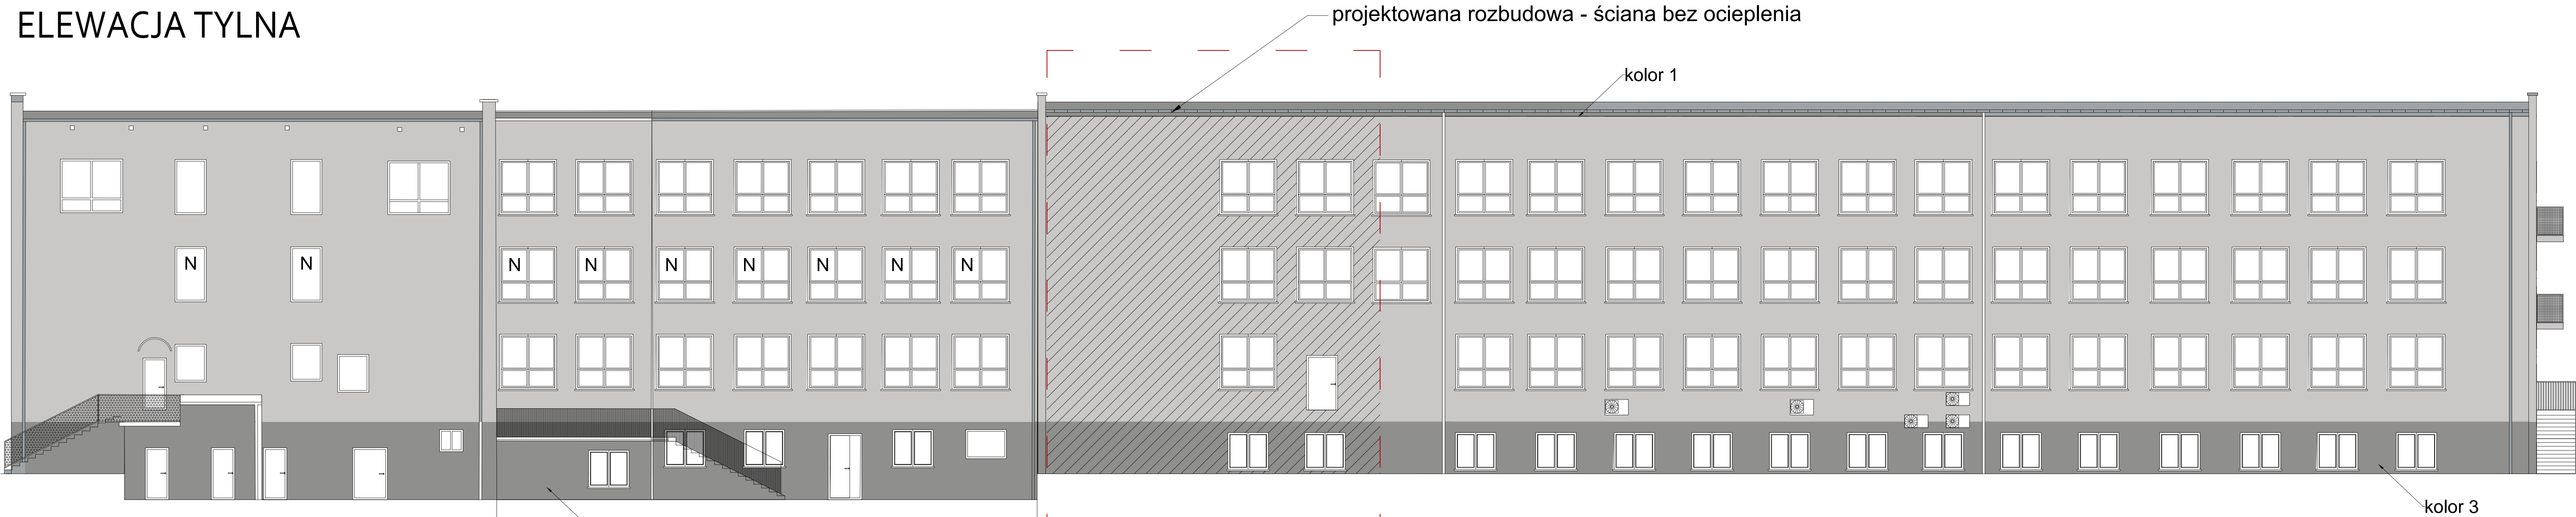 ELEWACJA TYLNA
projektowana rozbudowa - ściana bez ocieplenia
kolor 1
N N N N N N N N N
kolor 3